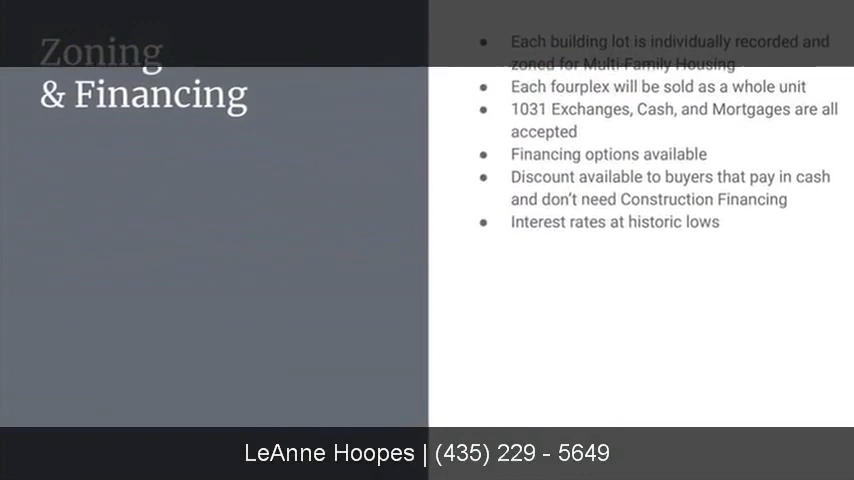 Zoning
& Financing
● Each building lot is individually recorded and
zoned for Multi-Family Housing
● Each fourplex will be sold as a whole unit
● 1031 Exchanges, Cash, and Mortgages are all
accepted
● Financing options available
● Discount available to buyers that pay in cash
and don't need Construction Financing
● Interest rates at historic lows
LeAnne Hoopes | (435) 229 - 5649